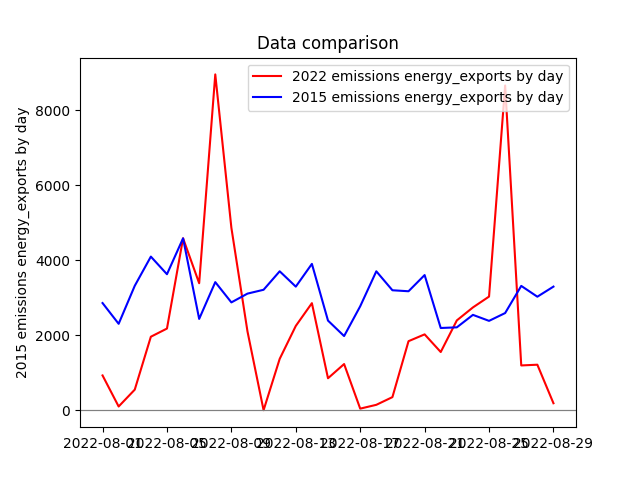 Data comparison
2022 emissions energy_exports by day
2015 emissions energy_exports by day
2015 emissions energy_exports by day
8000
6000
4000
2000
0
2022-08-01 2022-08-05 2022-08-09 2022-08-13 2022-08-17 2022-08-21 2022-08-25 2022-08-29